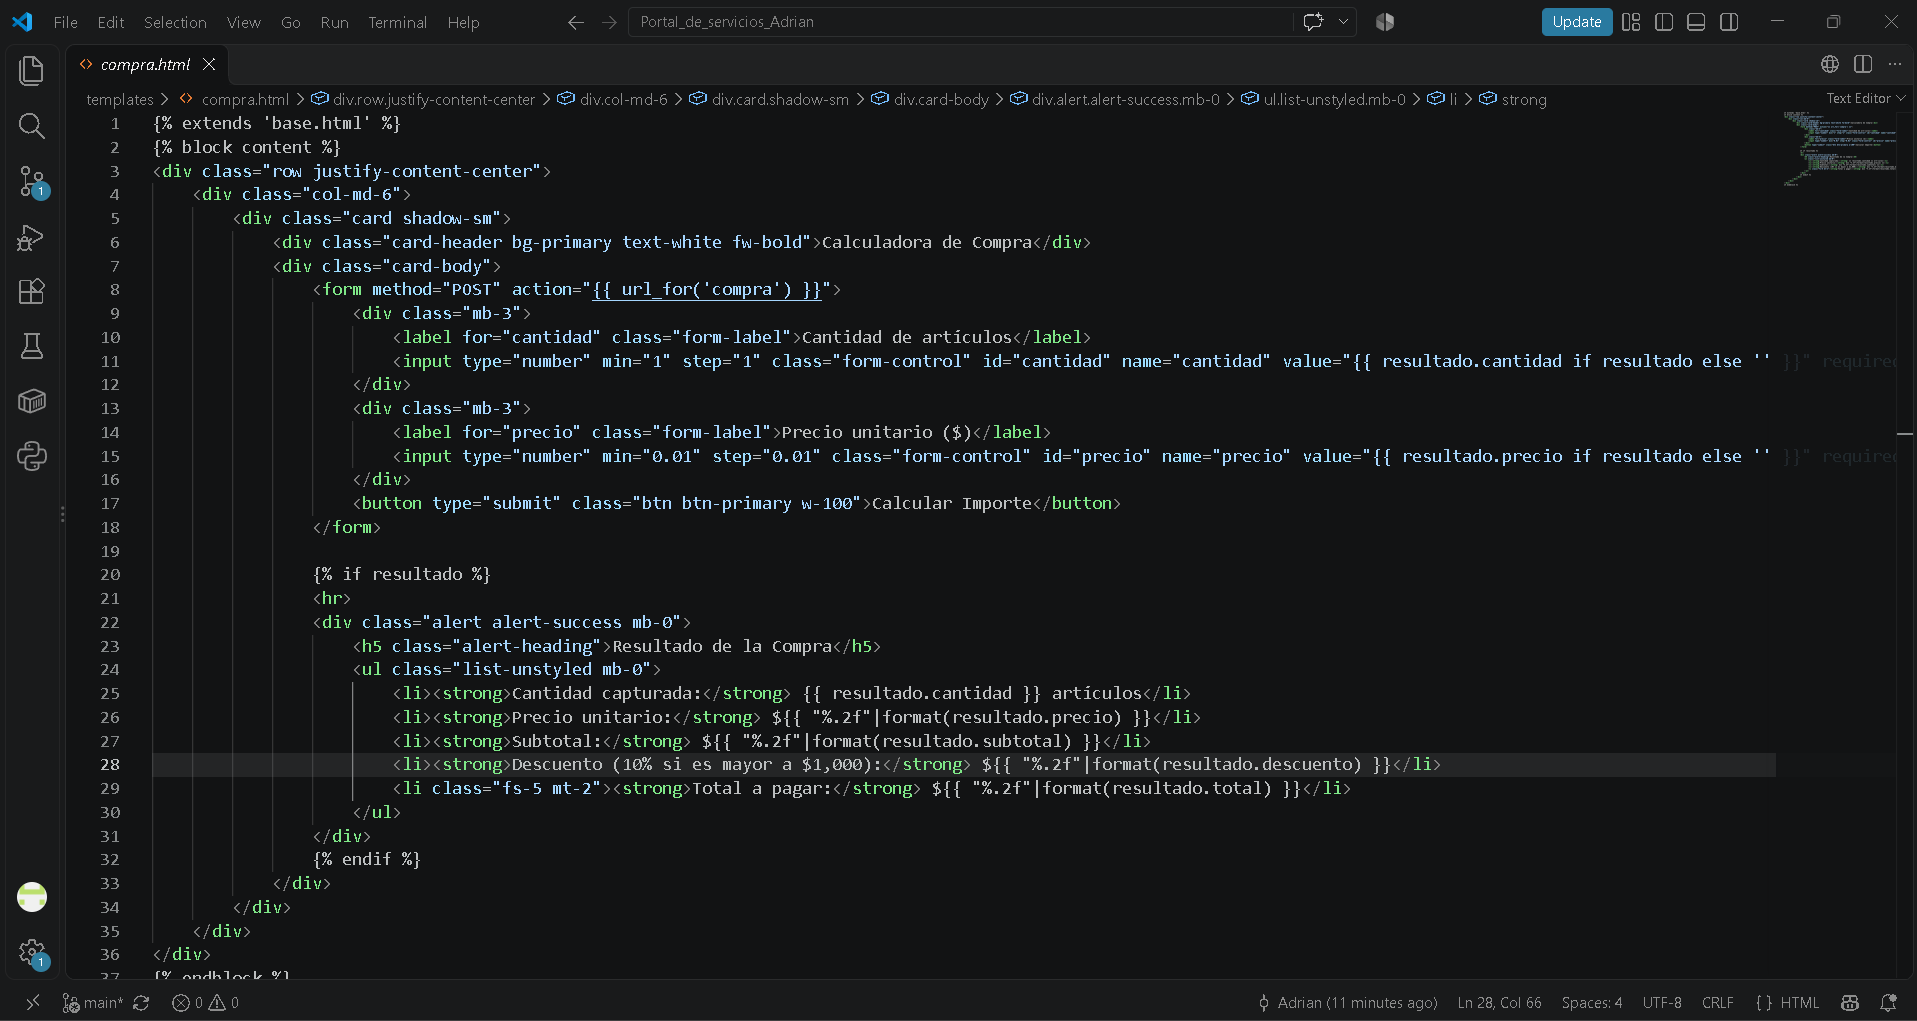 File Edit Selection View Go Run Terminal Help
Portal_de_servicios_Adrian
Update
compra.html
templates > compra.html > div.row.justify-content-center > div.col-md-6 > div.card.shadow-sm > div.card-body > div.alert.alert-success.mb-0 > ul.list-unstyled.mb-0 > li > strong
Text Editor
1 {% extends 'base.html' %}
2 {% block content %}
3 <div class="row justify-content-center">
4 <div class="col-md-6">
5 <div class="card shadow-sm">
6 <div class="card-header bg-primary text-white fw-bold">Calculadora de Compra</div>
7 <div class="card-body">
8 <form method="POST" action="{{ url_for('compra') }}">
9 <div class="mb-3">
10 <label for="cantidad" class="form-label">Cantidad de artículos</label>
11 <input type="number" min="1" step="1" class="form-control" id="cantidad" name="cantidad" value="{{ resultado.cantidad if resultado else '' }}" required
12 </div>
13 <div class="mb-3">
14 <label for="precio" class="form-label">Precio unitario ($)</label>
15 <input type="number" min="0.01" step="0.01" class="form-control" id="precio" name="precio" value="{{ resultado.precio if resultado else '' }}" required
16 </div>
17 <button type="submit" class="btn btn-primary w-100">Calcular Importe</button>
18 </form>
19
20 {% if resultado %}
21 <hr>
22 <div class="alert alert-success mb-0">
23 <h5 class="alert-heading">Resultado de la Compra</h5>
24 <ul class="list-unstyled mb-0">
25 <li><strong>Cantidad capturada:</strong> {{ resultado.cantidad }} artículos</li>
26 <li><strong>Precio unitario:</strong> ${{ "%.2f"|format(resultado.precio) }}</li>
27 <li><strong>Subtotal:</strong> ${{ "%.2f"|format(resultado.subtotal) }}</li>
28 <li><strong>Descuento (10% si es mayor a $1,000):</strong> ${{ "%.2f"|format(resultado.descuento) }}</li>
29 <li class="fs-5 mt-2"><strong>Total a pagar:</strong> ${{ "%.2f"|format(resultado.total) }}</li>
30 </ul>
31 </div>
32 {% endif %}
33 </div>
34 </div>
35 </div>
36 </div>
37 {% endblock %}
1
1
main* 0 0
Adrian (11 minutes ago) Ln 28, Col 66 Spaces: 4 UTF-8 CRLF {} HTML